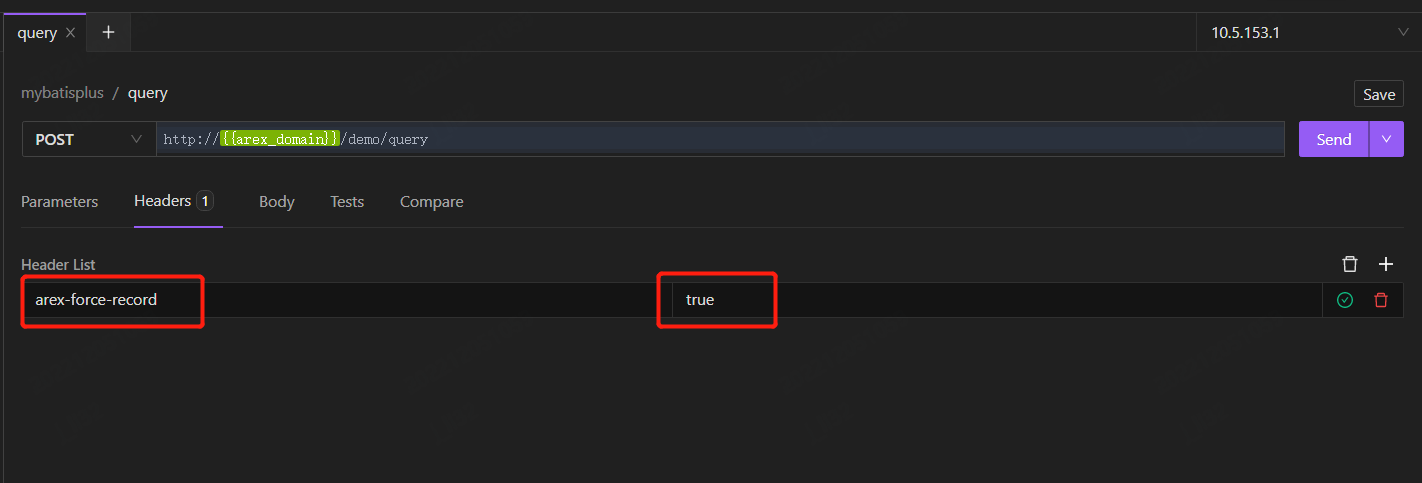 query
10.5.153.1
mybatisplus / query
Save
POST http://{{arex_domain}}/demo/query Send
Parameters Headers 1 Body Tests Compare
Header List
arex-force-record true